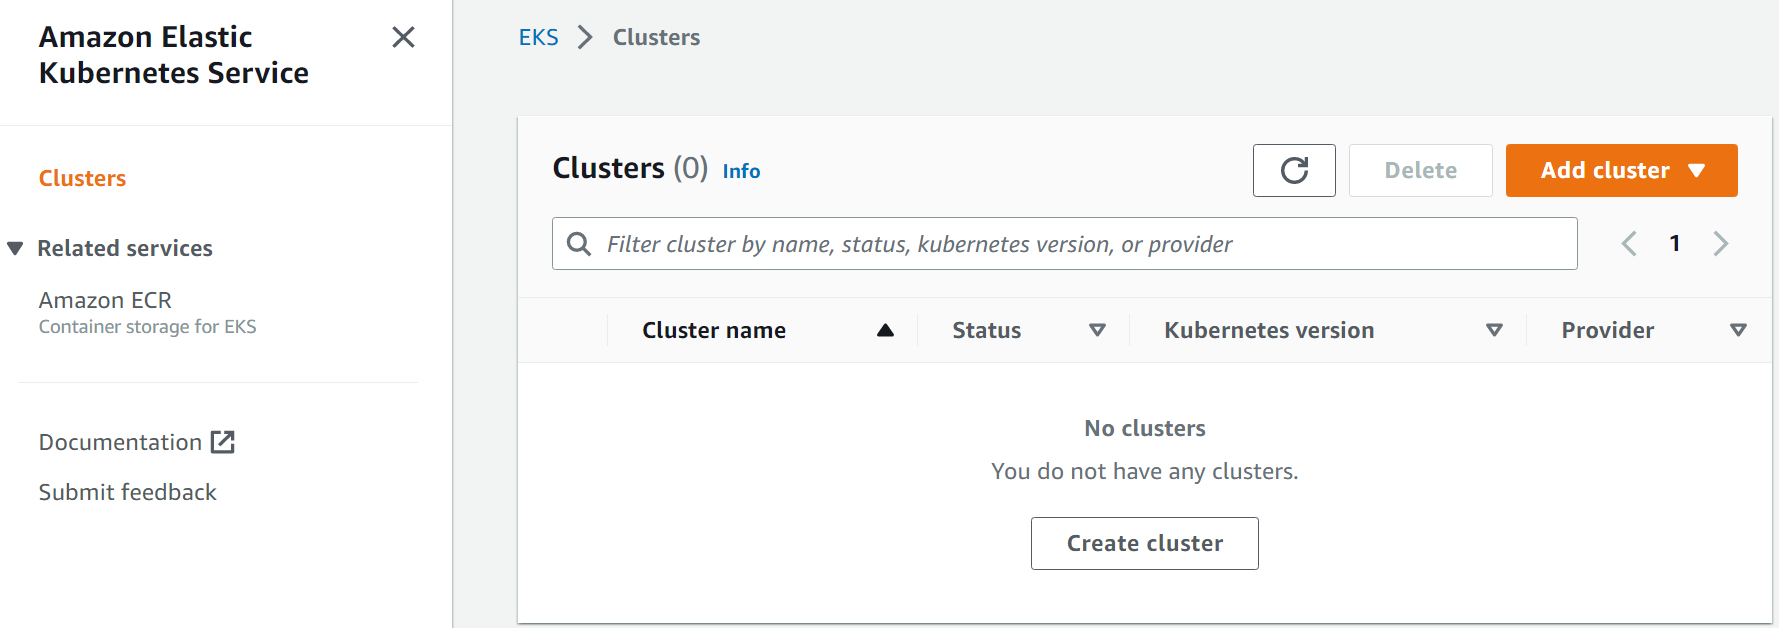 Amazon Elastic
Kubernetes Service
Clusters
Related services
Amazon ECR
Container storage for EKS
Documentation
Submit feedback
EKS Clusters
Clusters (0) Info
Delete
Add cluster
Filter cluster by name, status, kubernetes version, or provider
1
Cluster name Status Kubernetes version Provider
No clusters
You do not have any clusters.
Create cluster